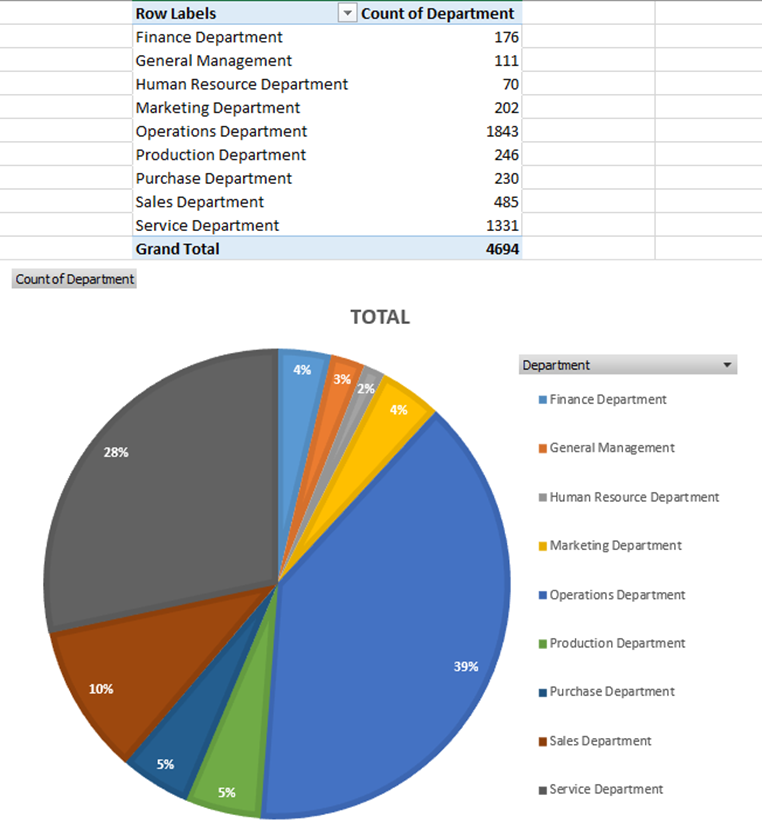 Row Labels Count of Department
Finance Department 176
General Management 111
Human Resource Department 70
Marketing Department 202
Operations Department 1843
Production Department 246
Purchase Department 230
Sales Department 485
Service Department 1331
Grand Total 4694
Count of Department
TOTAL
4%
3%
2%
4%
39%
5%
5%
10%
28%
Department
Finance Department
General Management
Human Resource Department
Marketing Department
Operations Department
Production Department
Purchase Department
Sales Department
Service Department